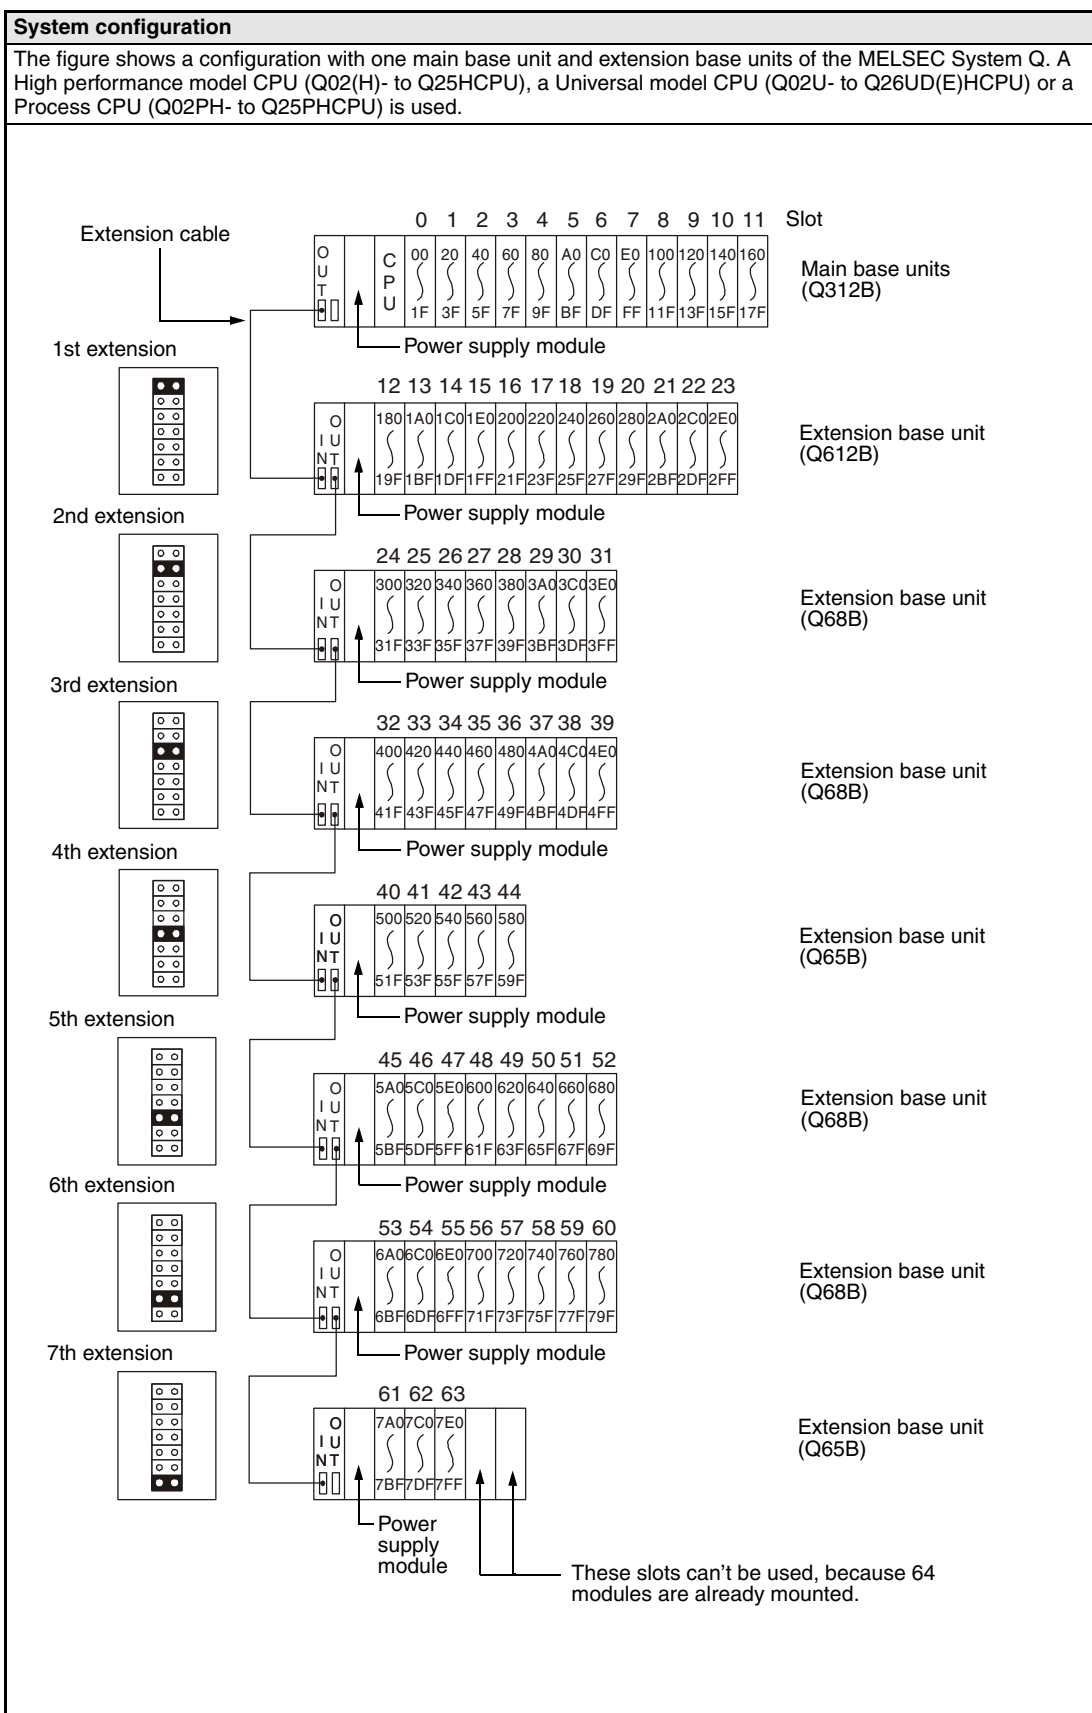 System configuration
The figure shows a configuration with one main base unit and extension base units of the MELSEC System Q. A
High performance model CPU (Q02(H)- to Q25HCPU), a Universal model CPU (Q02U- to Q26UD(E)HCPU) or a
Process CPU (Q02PH- to Q25PHCPU) is used.
0 1 2 3 4 5 6 7 8 9 10 11 Slot
Extension cable
OUT
CPU
00 20 40 60 80 A0 C0 E0 100 120 140 160
1F 3F 5F 7F 9F BF DF FF 11F 13F 15F 17F
Main base units
(Q312B)
Power supply module
1st extension
12 13 14 15 16 17 18 19 20 21 22 23
IN OUT
180 1A0 1C0 1E0 200 220 240 260 280 2A0 2C0 2E0
19F 1BF 1DF 1FF 21F 23F 25F 27F 29F 2BF 2DF 2FF
Extension base unit
(Q612B)
Power supply module
2nd extension
24 25 26 27 28 29 30 31
IN OUT
300 320 340 360 380 3A0 3C0 3E0
31F 33F 35F 37F 39F 3BF 3DF 3FF
Extension base unit
(Q68B)
Power supply module
3rd extension
32 33 34 35 36 37 38 39
IN OUT
400 420 440 460 480 4A0 4C0 4E0
41F 43F 45F 47F 49F 4BF 4DF 4FF
Extension base unit
(Q68B)
Power supply module
4th extension
40 41 42 43 44
IN OUT
500 520 540 560 580
51F 53F 55F 57F 59F
Extension base unit
(Q65B)
Power supply module
5th extension
45 46 47 48 49 50 51 52
IN OUT
5A0 5C0 5E0 600 620 640 660 680
5BF 5DF 5FF 61F 63F 65F 67F 69F
Extension base unit
(Q68B)
Power supply module
6th extension
53 54 55 56 57 58 59 60
IN OUT
6A0 6C0 6E0 700 720 740 760 780
6BF 6DF 6FF 71F 73F 75F 77F 79F
Extension base unit
(Q68B)
Power supply module
7th extension
61 62 63
IN OUT
7A0 7C0 7E0
7BF 7DF 7FF
Extension base unit
(Q65B)
Power
supply
module
These slots can't be used, because 64
modules are already mounted.